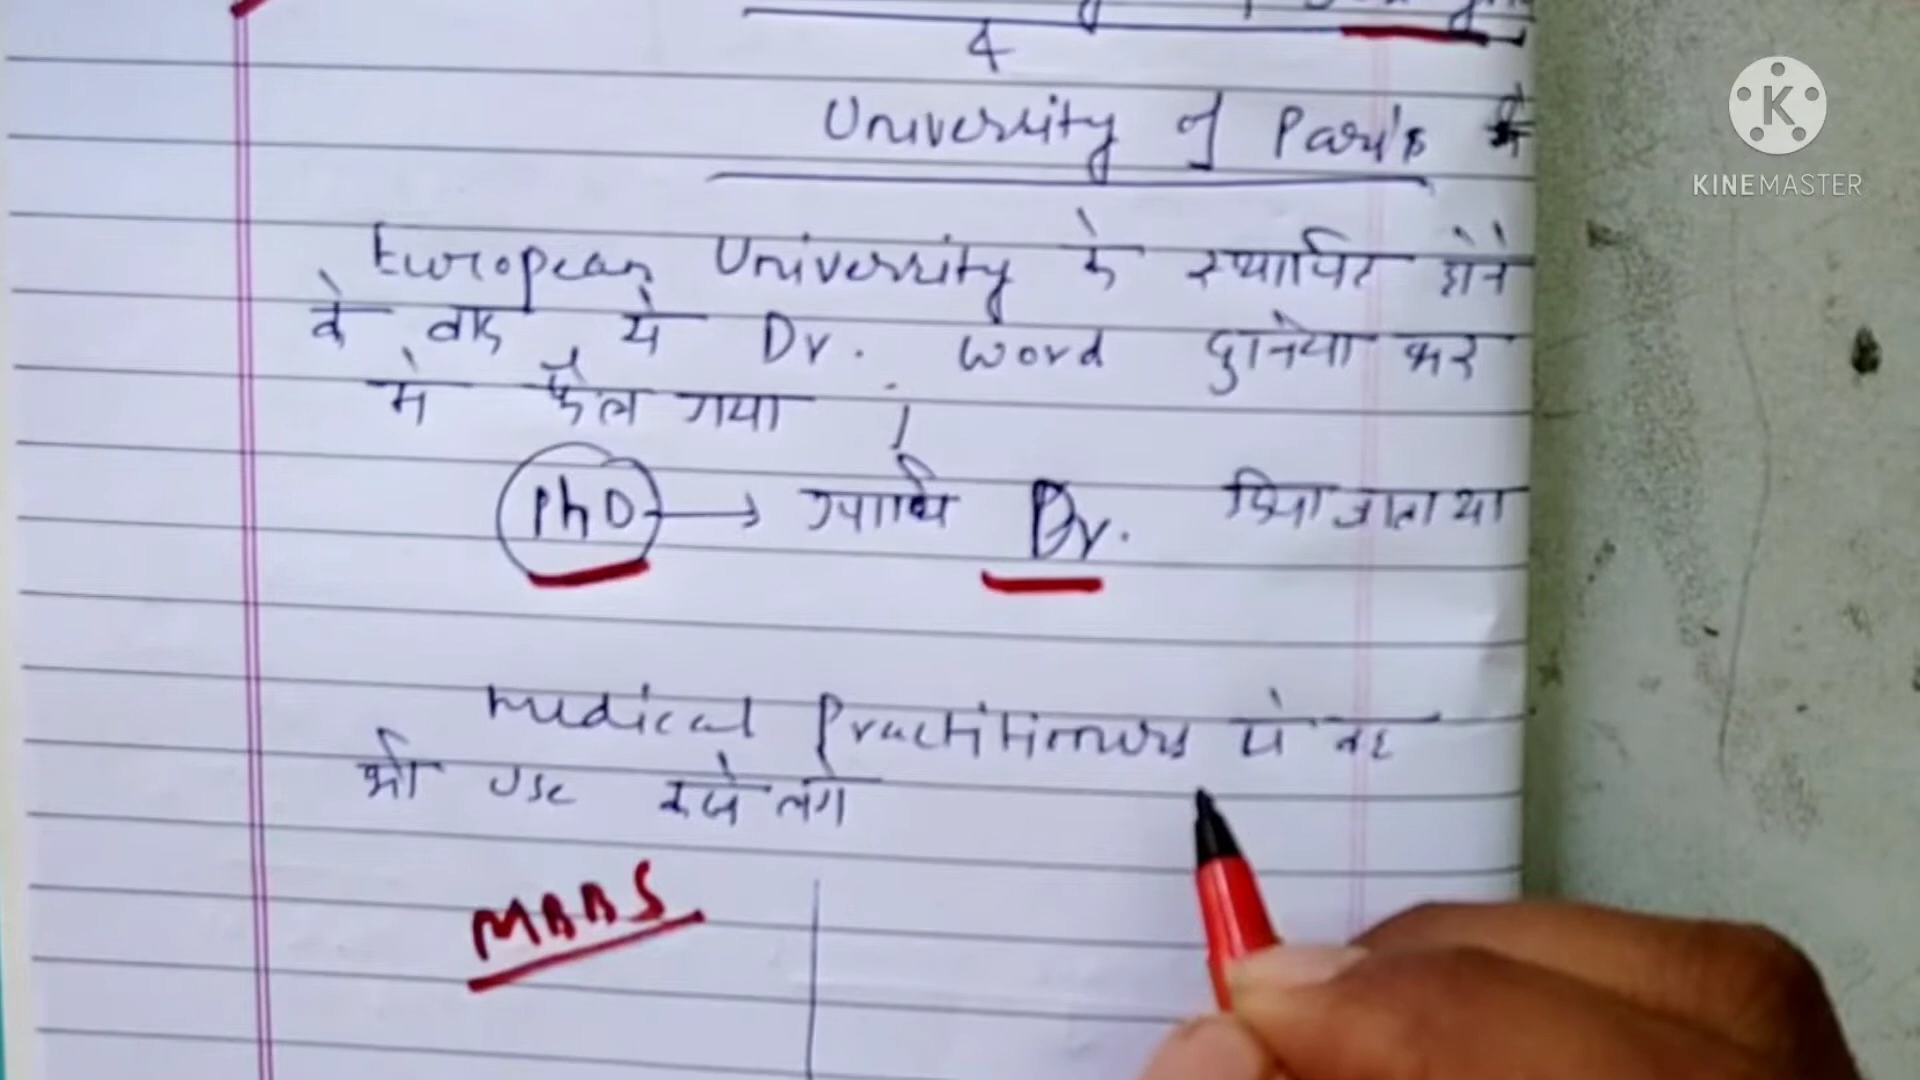 4
University of Paris में
European University के स्थापित होने
के बाद ये Dr. word दुनिया भर
मे फैल गया ।
PhD → उपाधि Dr. दिया जाता था
medical Practitioners ये वह
भी use करने लगे
MBBS
K
KINEMASTER